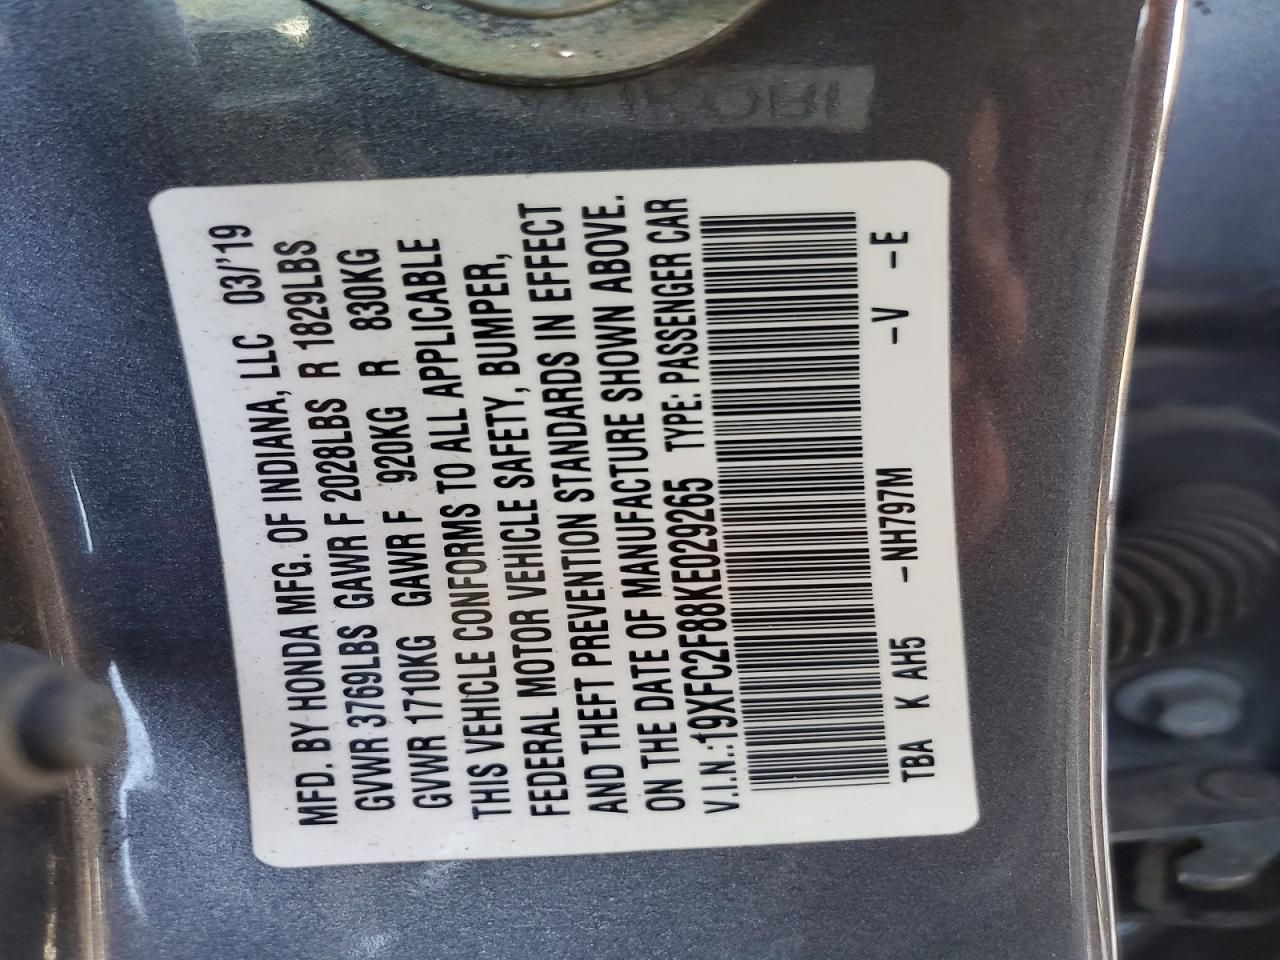 MFD. BY HONDA MFG. OF INDIANA, LLC 03/'19
GVWR 3769LBS GAWR F 2028LBS R 1829LBS
GVWR 1710KG GAWR F 920KG R 830KG
THIS VEHICLE CONFORMS TO ALL APPLICABLE
FEDERAL MOTOR VEHICLE SAFETY, BUMPER,
AND THEFT PREVENTION STANDARDS IN EFFECT
ON THE DATE OF MANUFACTURE SHOWN ABOVE.
V.I.N.:19XFC2F88KE029265 TYPE: PASSENGER CAR
TBA K AH5 -NH797M -V -E